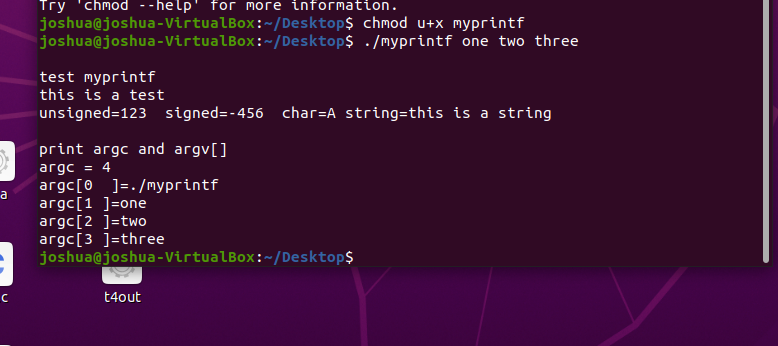 Try 'chmod --help' for more information.
joshua@joshua-VirtualBox:~/Desktop$ chmod u+x myprintf
joshua@joshua-VirtualBox:~/Desktop$ ./myprintf one two three
test myprintf
this is a test
unsigned=123  signed=-456  char=A string=this is a string
print argc and argv[]
argc = 4
argc[0  ]=./myprintf
argc[1 ]=one
argc[2 ]=two
argc[3 ]=three
joshua@joshua-VirtualBox:~/Desktop$
a
c
t4out